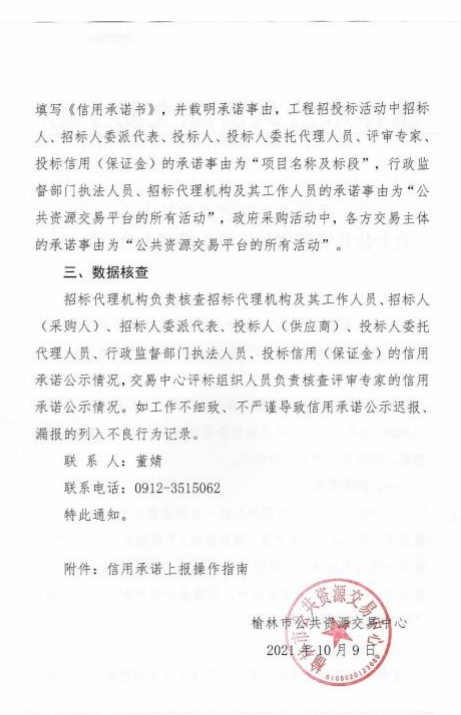 填写《信用承诺书》，并载明承诺事由，工程招投标活动中招标
人、招标人委派代表、投标人、投标人委托代理人员、评审专家、
投标信用（保证金）的承诺事由为“项目名称及标段”，行政监
督部门执法人员、招标代理机构及其工作人员的承诺事由为“公
共资源交易平台的所有活动”，政府采购活动中，各方交易主体
的承诺事由为“公共资源交易平台的所有活动”。
三、数据核查
招标代理机构负责核查招标代理机构及其工作人员、招标人
（采购人）、招标人委派代表、投标人（供应商）、投标人委托
代理人员、行政监督部门执法人员、投标信用（保证金）的信用
承诺公示情况，交易中心评标组织人员负责核查评审专家的信用
承诺公示情况。如工作不细致、不严谨导致信用承诺公示迟报、
漏报的列入不良行为记录。
联 系 人：董婧
联系电话：0912-3515062
特此通知。
附件：信用承诺上报操作指南
榆林市公共资源交易中心
2021年10月9日
榆林市公共资源交易中心
6108020123680